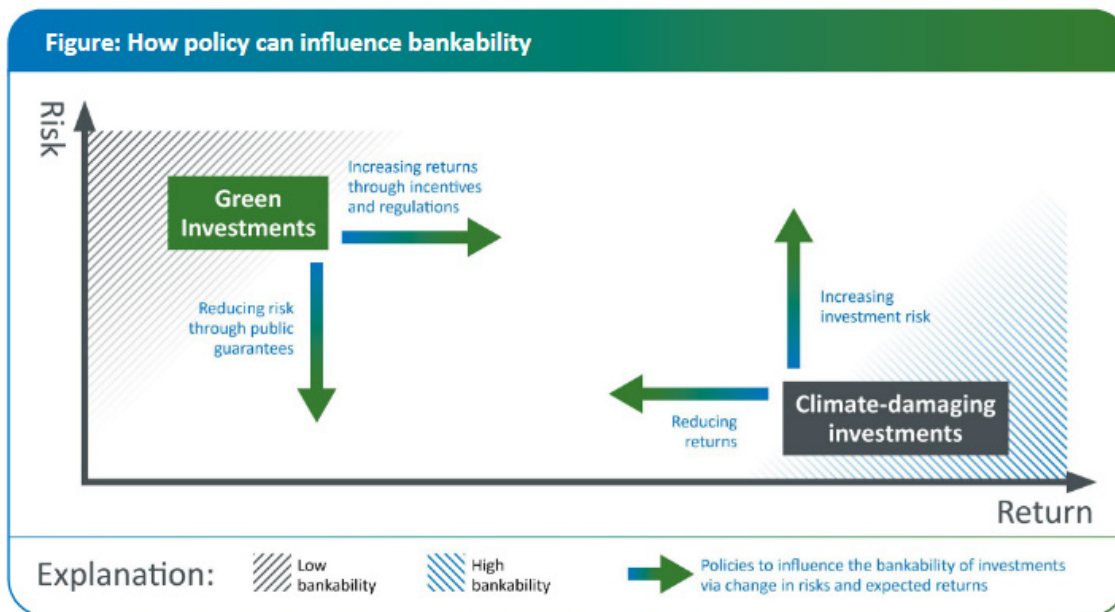 Figure: How policy can influence bankability
Risk
Green
Investments
Increasing returns
through incentives
and regulations
Reducing risk
through public
guarantees
Increasing
investment risk
Reducing
returns
Climate-damaging
investments
Return
Explanation:
Low
bankability
High
bankability
Policies to influence the bankability of investments
via change in risks and expected returns